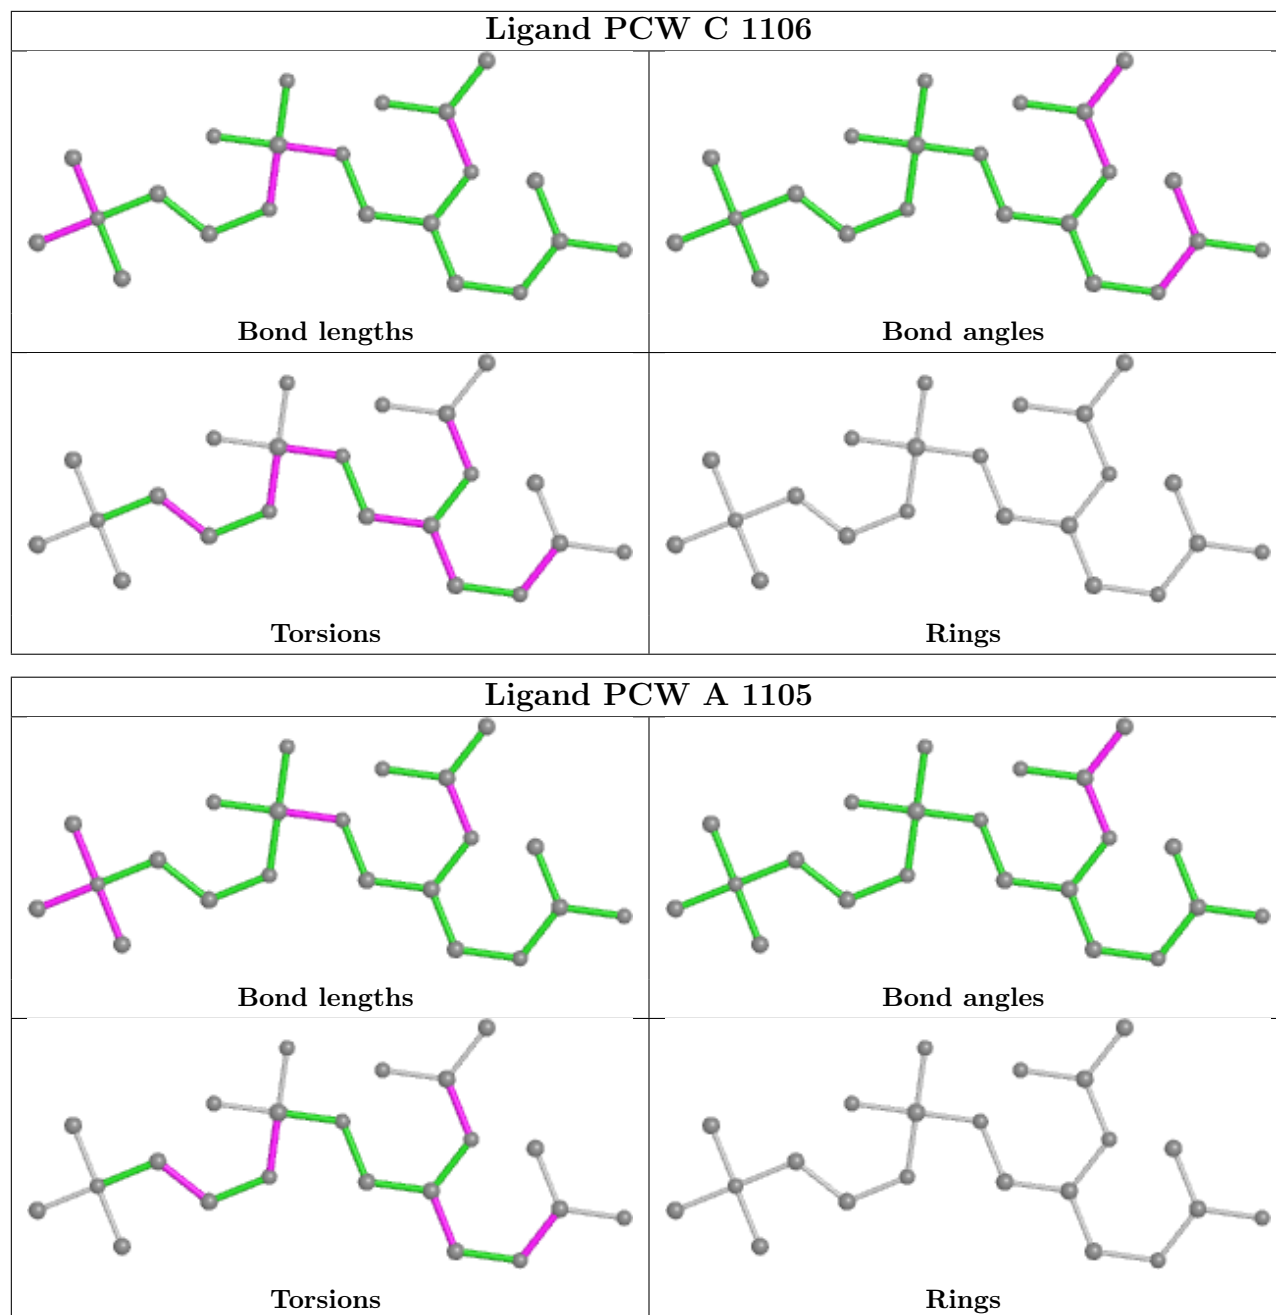 Ligand PCW C 1106
Bond lengths
Bond angles
Torsions
Rings
Ligand PCW A 1105
Bond lengths
Bond angles
Torsions
Rings